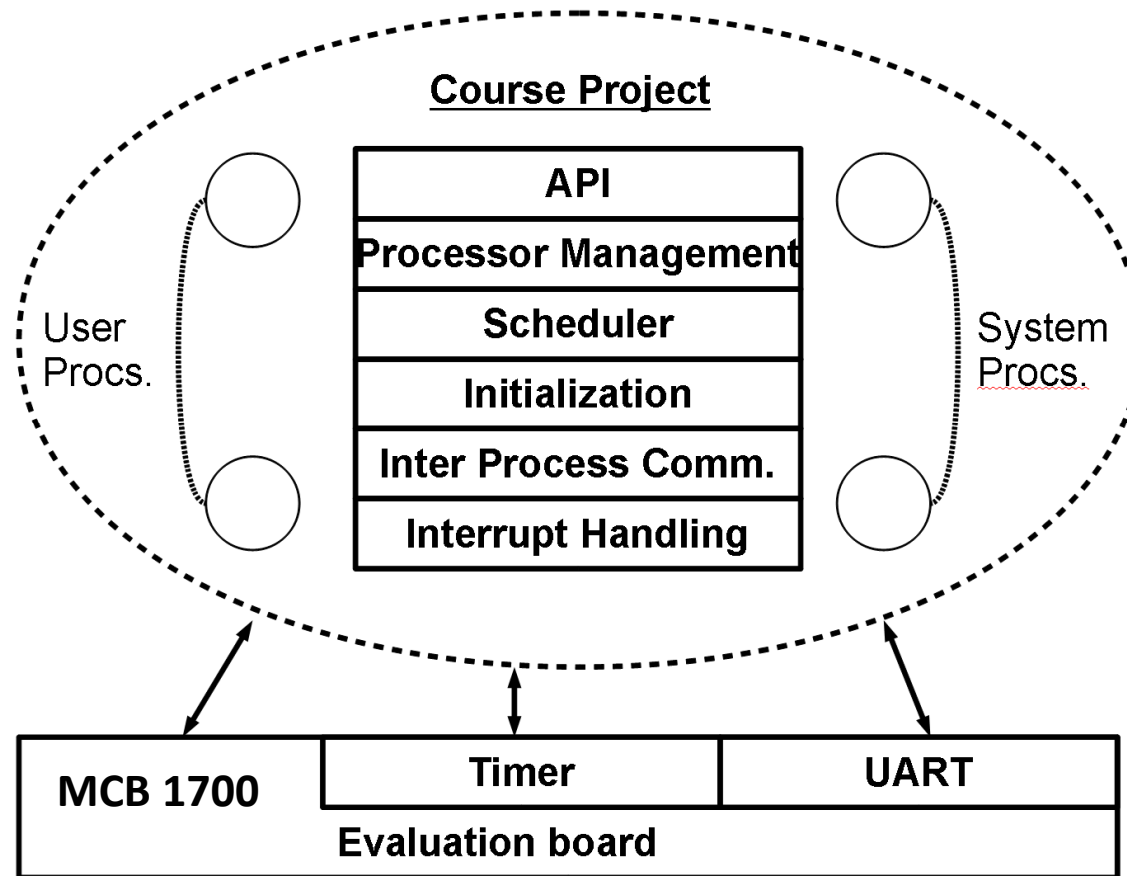 Course Project
API
Processor Management
Scheduler
Initialization
Inter Process Comm.
Interrupt Handling
User
Procs.
System
Procs.
MCB 1700
Timer
UART
Evaluation board